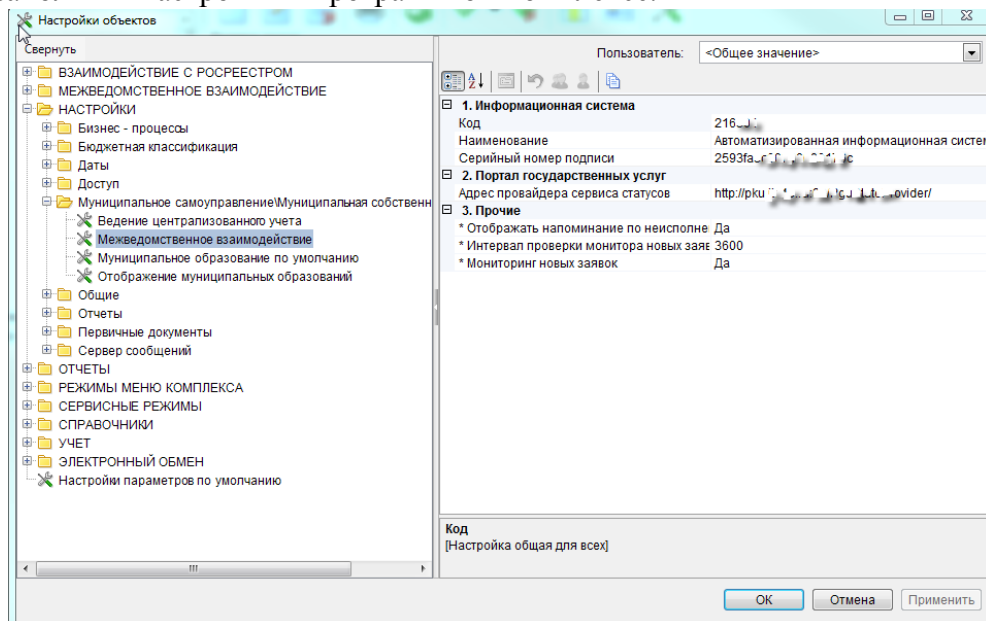 Настройки объектов
Свернуть
ВЗАИМОДЕЙСТВИЕ С РОСРЕЕСТРОМ
МЕЖВЕДОМСТВЕННОЕ ВЗАИМОДЕЙСТВИЕ
НАСТРОЙКИ
Бизнес - процессы
Бюджетная классификация
Даты
Доступ
Муниципальное самоуправление\Муниципальная собственн
Ведение централизованного учета
Межведомственное взаимодействие
Муниципальное образование по умолчанию
Отображение муниципальных образований
Общие
Отчеты
Первичные документы
Сервер сообщений
ОТЧЕТЫ
РЕЖИМЫ МЕНЮ КОМПЛЕКСА
СЕРВИСНЫЕ РЕЖИМЫ
СПРАВОЧНИКИ
УЧЕТ
ЭЛЕКТРОННЫЙ ОБМЕН
Настройки параметров по умолчанию
Пользователь: <Общее значение>
1. Информационная система
Код 216
Наименование Автоматизированная информационная систем
Серийный номер подписи 2593fa
2. Портал государственных услуг
Адрес провайдера сервиса статусов http://pku ovider/
3. Прочие
* Отображать напоминание по неисполне Да
* Интервал проверки монитора новых заяв 3600
* Мониторинг новых заявок Да
Код
[Настройка общая для всех]
ОК Отмена Применить